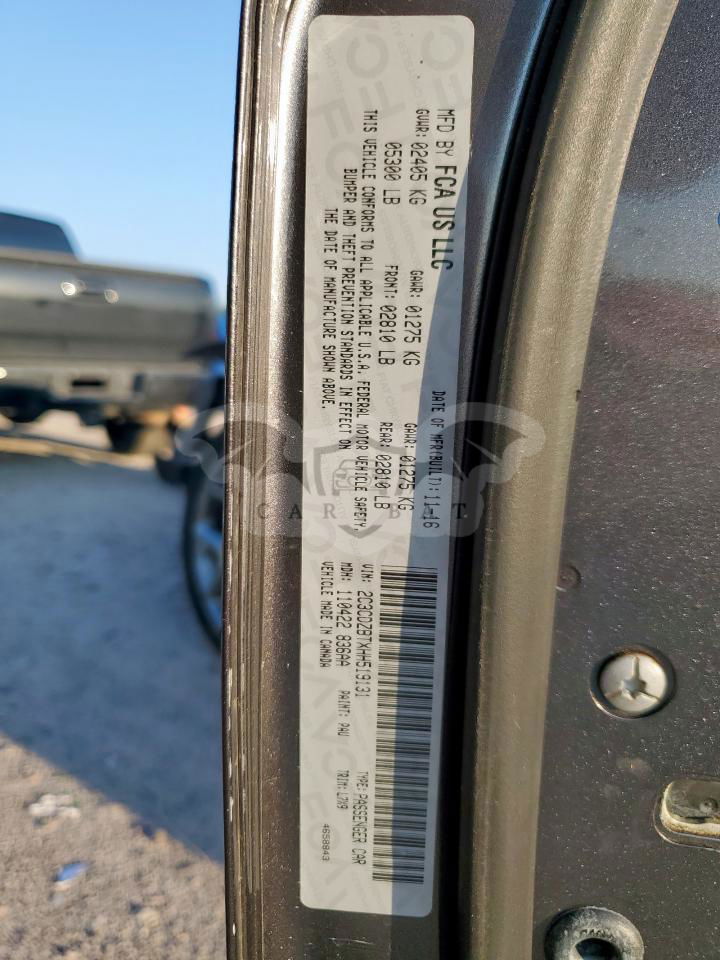 MFD BY FCA US LLC
DATE OF MFR(BUILT): 11-16
GVWR: 02405 KG
GAWR: 01275 KG
GAWR: 01275 KG
05300 LB
FRONT: 02810 LB
REAR: 02810 LB
THIS VEHICLE CONFORMS TO ALL APPLICABLE U.S.A. FEDERAL MOTOR VEHICLE SAFETY,
BUMPER AND THEFT PREVENTION STANDARDS IN EFFECT ON
THE DATE OF MANUFACTURE SHOWN ABOVE.
VIN: 2C3CDZBTXHH519131
TYPE: PASSENGER CAR
MDH: 110422 836AA
PAINT: PAU
TRIM: L7X9
VEHICLE MADE IN CANADA
4658843
CAR BAT